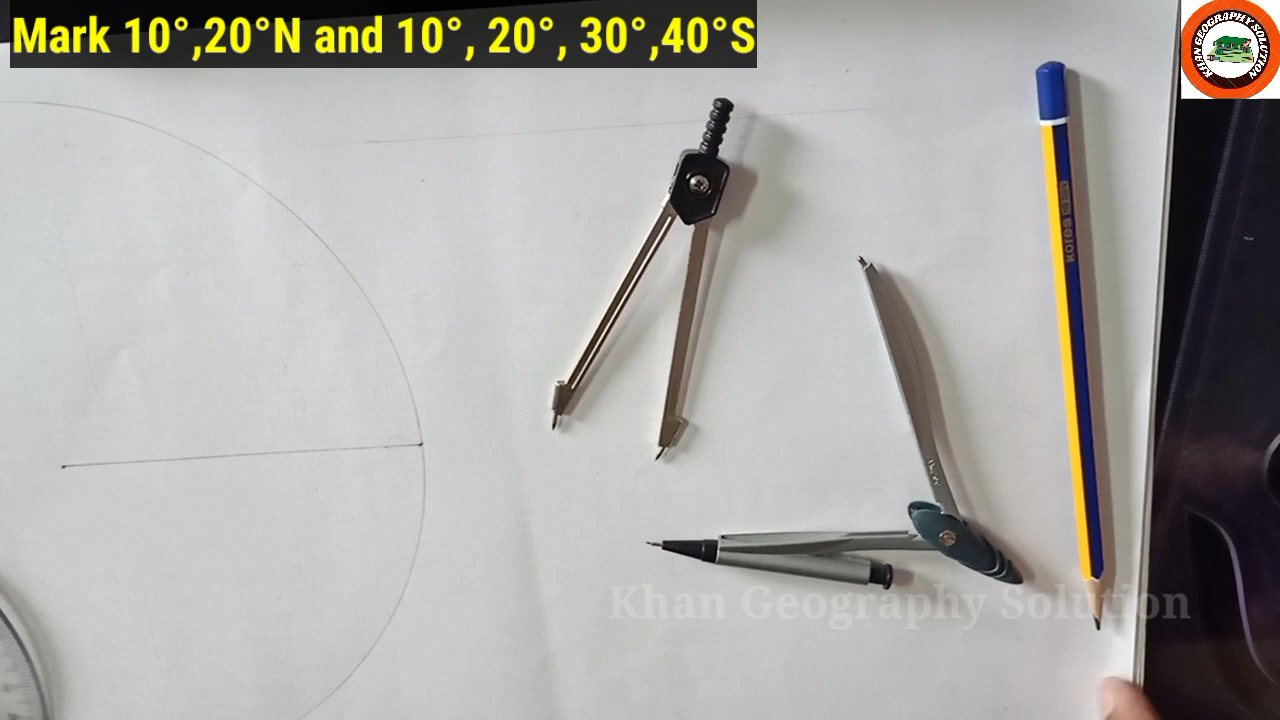 Mark 10°,20°N and 10°, 20°, 30°,40°S
KHAN GEOGRAPHY SOLUTION
kores
Khan Geography Solution